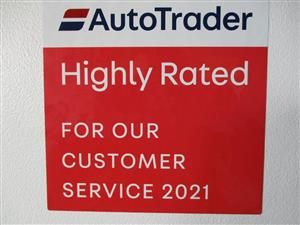 AutoTrader
Highly Rated
FOR OUR
CUSTOMER
SERVICE 2021